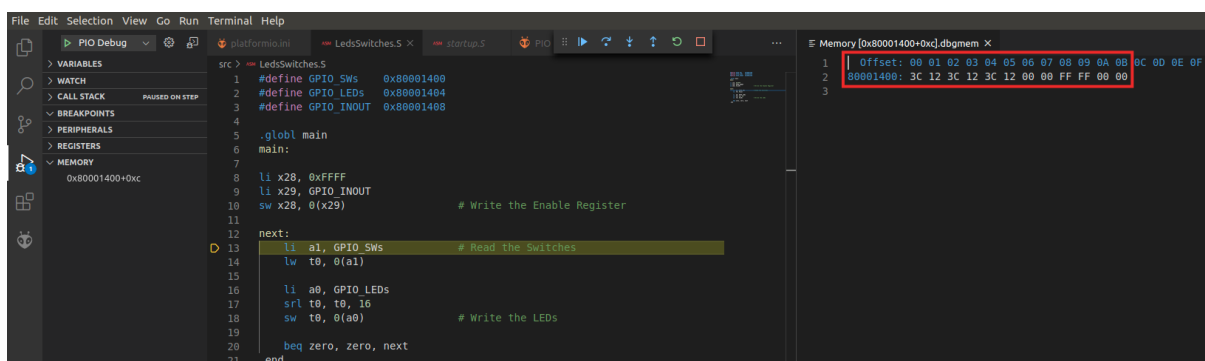 File Edit Selection View Go Run Terminal Help
PIO Debug
platformio.ini
LedsSwitches.S
startup.S
PIO
Memory [0x80001400+0xc].dbgmem
VARIABLES
WATCH
CALL STACK PAUSED ON STEP
BREAKPOINTS
PERIPHERALS
REGISTERS
MEMORY
0x80001400+0xc
1
src > LedsSwitches.S
1 #define GPIO_SWs 0x80001400
2 #define GPIO_LEDs 0x80001404
3 #define GPIO_INOUT 0x80001408
4
5 .globl main
6 main:
7
8 li x28, 0xFFFF
9 li x29, GPIO_INOUT
10 sw x28, 0(x29) # Write the Enable Register
11
12 next:
13 li a1, GPIO_SWs # Read the Switches
14 lw t0, 0(a1)
15
16 li a0, GPIO_LEDs
17 srl t0, t0, 16
18 sw t0, 0(a0) # Write the LEDs
19
20 beq zero, zero, next
21 .end
1 Offset: 00 01 02 03 04 05 06 07 08 09 0A 0B 0C 0D 0E 0F
2 80001400: 3C 12 3C 12 3C 12 00 00 FF FF 00 00
3